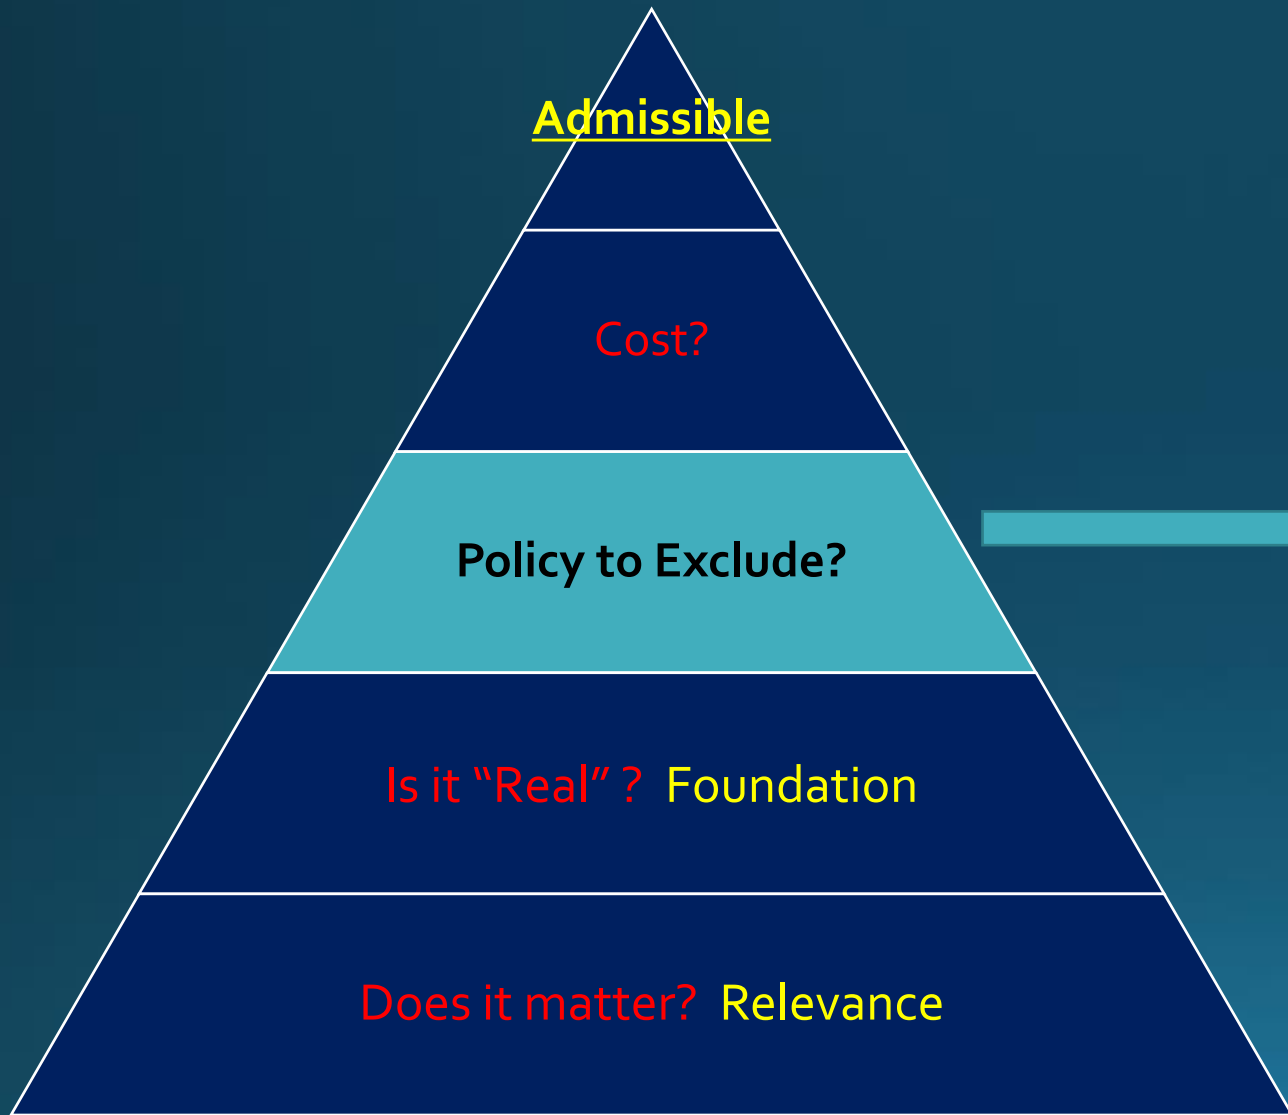 Admissible
Cost?
Policy to Exclude?
Is it “Real” ? Foundation
Does it matter? Relevance